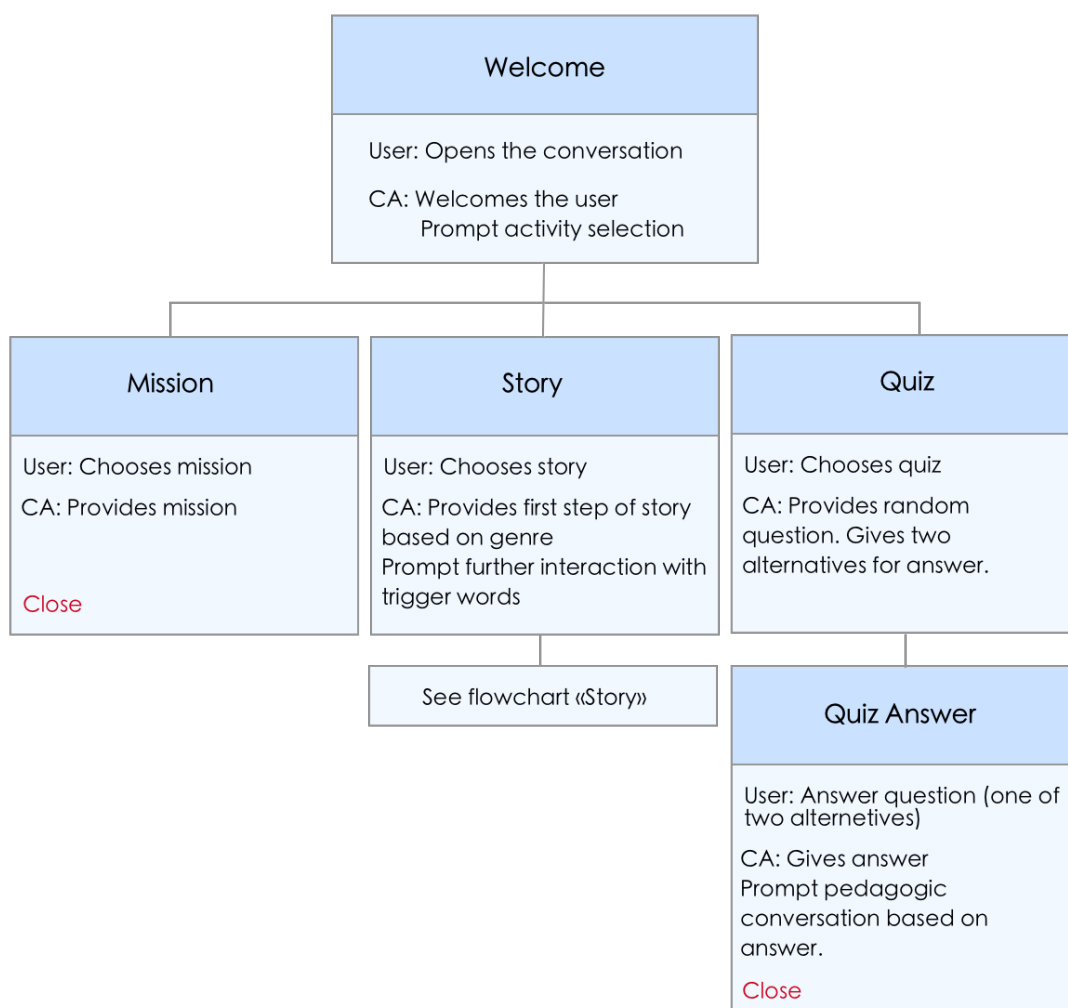 Welcome
User: Opens the conversation
CA: Welcomes the user
Prompt activity selection
Mission
User: Chooses mission
CA: Provides mission
Close
Story
User: Chooses story
CA: Provides first step of story
based on genre
Prompt further interaction with
trigger words
See flowchart «Story»
Quiz
User: Chooses quiz
CA: Provides random
question. Gives two
alternatives for answer.
Quiz Answer
User: Answer question (one of
two alternetives)
CA: Gives answer
Prompt pedagogic
conversation based on
answer.
Close